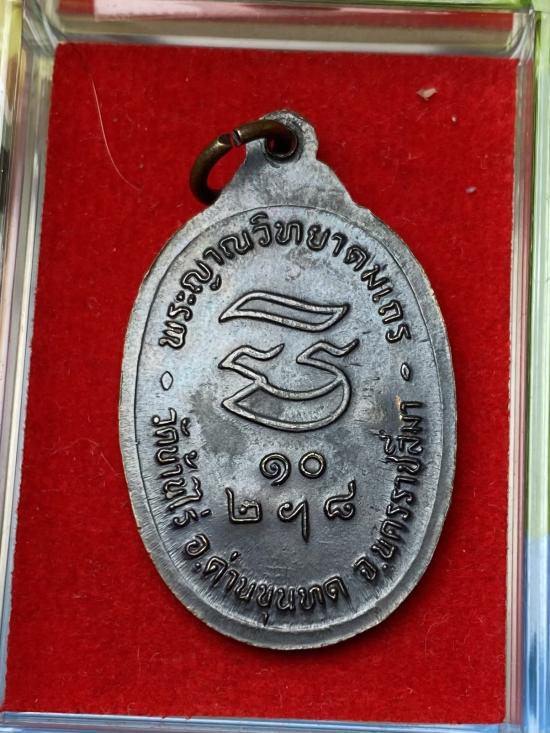 พระญาณวิทยาคมเถร
๑๐
๒ ๆ ๘
วัดบ้านไร่ อ.ด่านขุนทด จ.นครราชสีมา